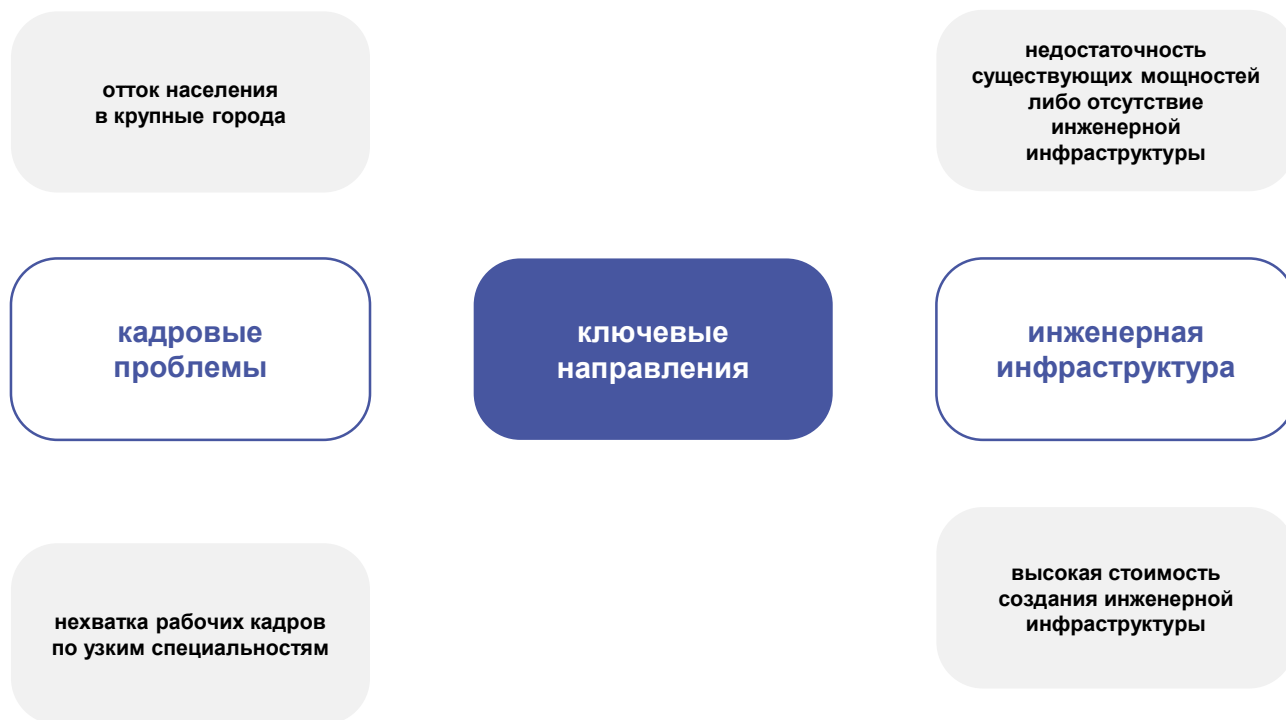 отток населения
в крупные города
недостаточность
существующих мощностей
либо отсутствие
инженерной
инфраструктуры
кадровые
проблемы
ключевые
направления
инженерная
инфраструктура
нехватка рабочих кадров
по узким специальностям
высокая стоимость
создания инженерной
инфраструктуры